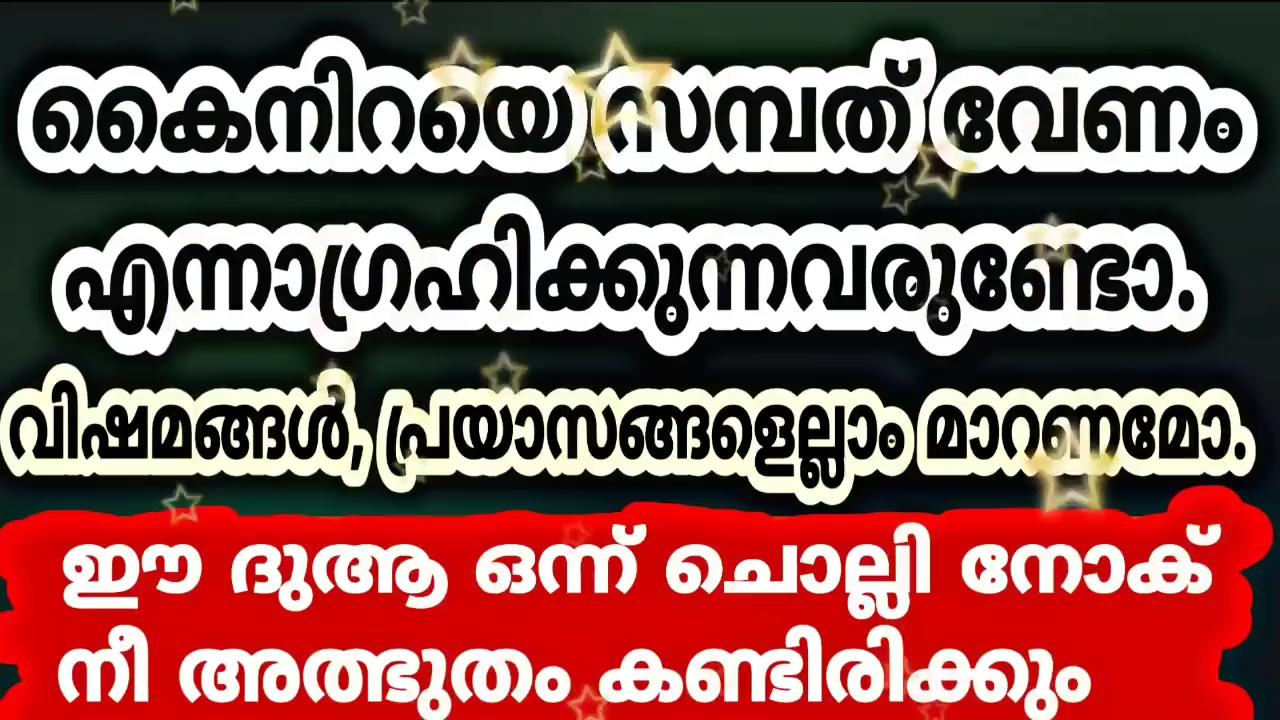 കൈനിറയെ സമ്പത് വേണം
എന്നാഗ്രഹിക്കുന്നവരുണ്ടോ.
വിഷമങ്ങൾ, പ്രയാസങ്ങളെല്ലാം മാറണമോ.
ഈ ദുആ ഒന്ന് ചൊല്ലി നോക്
നീ അത്ഭുതം കണ്ടിരിക്കും